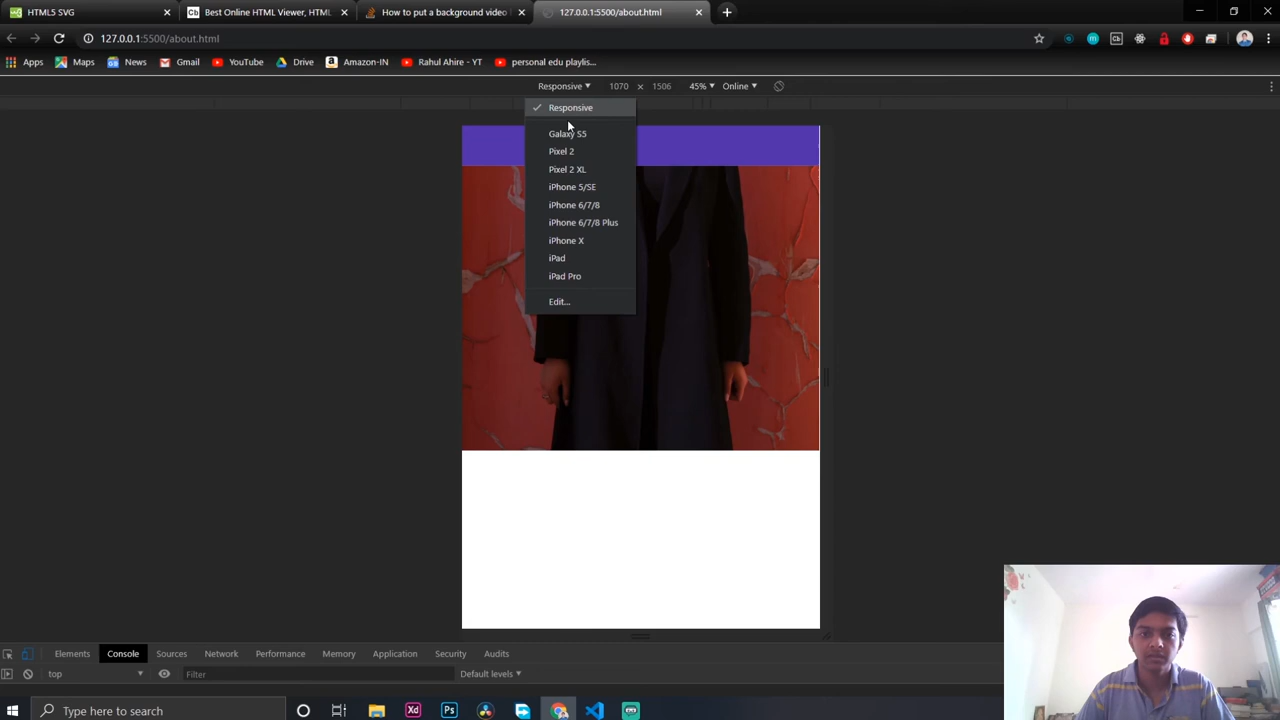 HTML5 SVG
Best Online HTML Viewer, HTML
How to put a background video
127.0.0.1:5500/about.html
127.0.0.1:5500/about.html
Apps
Maps
News
Gmail
YouTube
Drive
Amazon-IN
Rahul Ahire - YT
personal edu playlis...
Responsive
1070 × 1506
45%
Online
Responsive
Galaxy S5
Pixel 2
Pixel 2 XL
iPhone 5/SE
iPhone 6/7/8
iPhone 6/7/8 Plus
iPhone X
iPad
iPad Pro
Edit...
Elements
Console
Sources
Network
Performance
Memory
Application
Security
Audits
top
Filter
Default levels
Type here to search
Xd
Ps